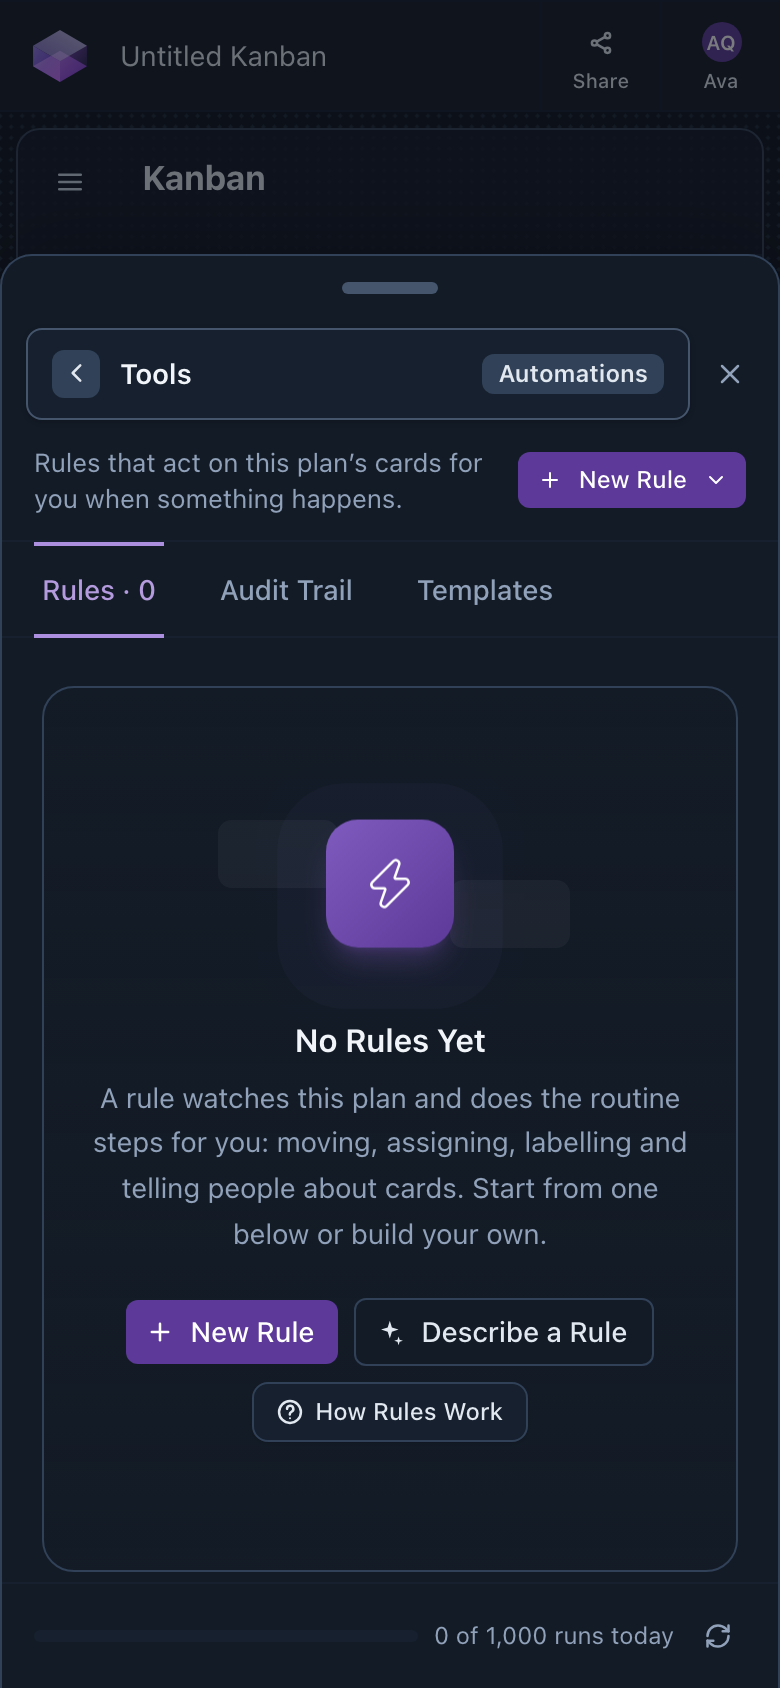 Untitled Kanban
Share
AQ
Ava
Kanban
Tools
Automations
Rules that act on this plan’s cards for
you when something happens.
New Rule
Rules · 0
Audit Trail
Templates
No Rules Yet
A rule watches this plan and does the routine
steps for you: moving, assigning, labelling and
telling people about cards. Start from one
below or build your own.
New Rule
Describe a Rule
How Rules Work
0 of 1,000 runs today